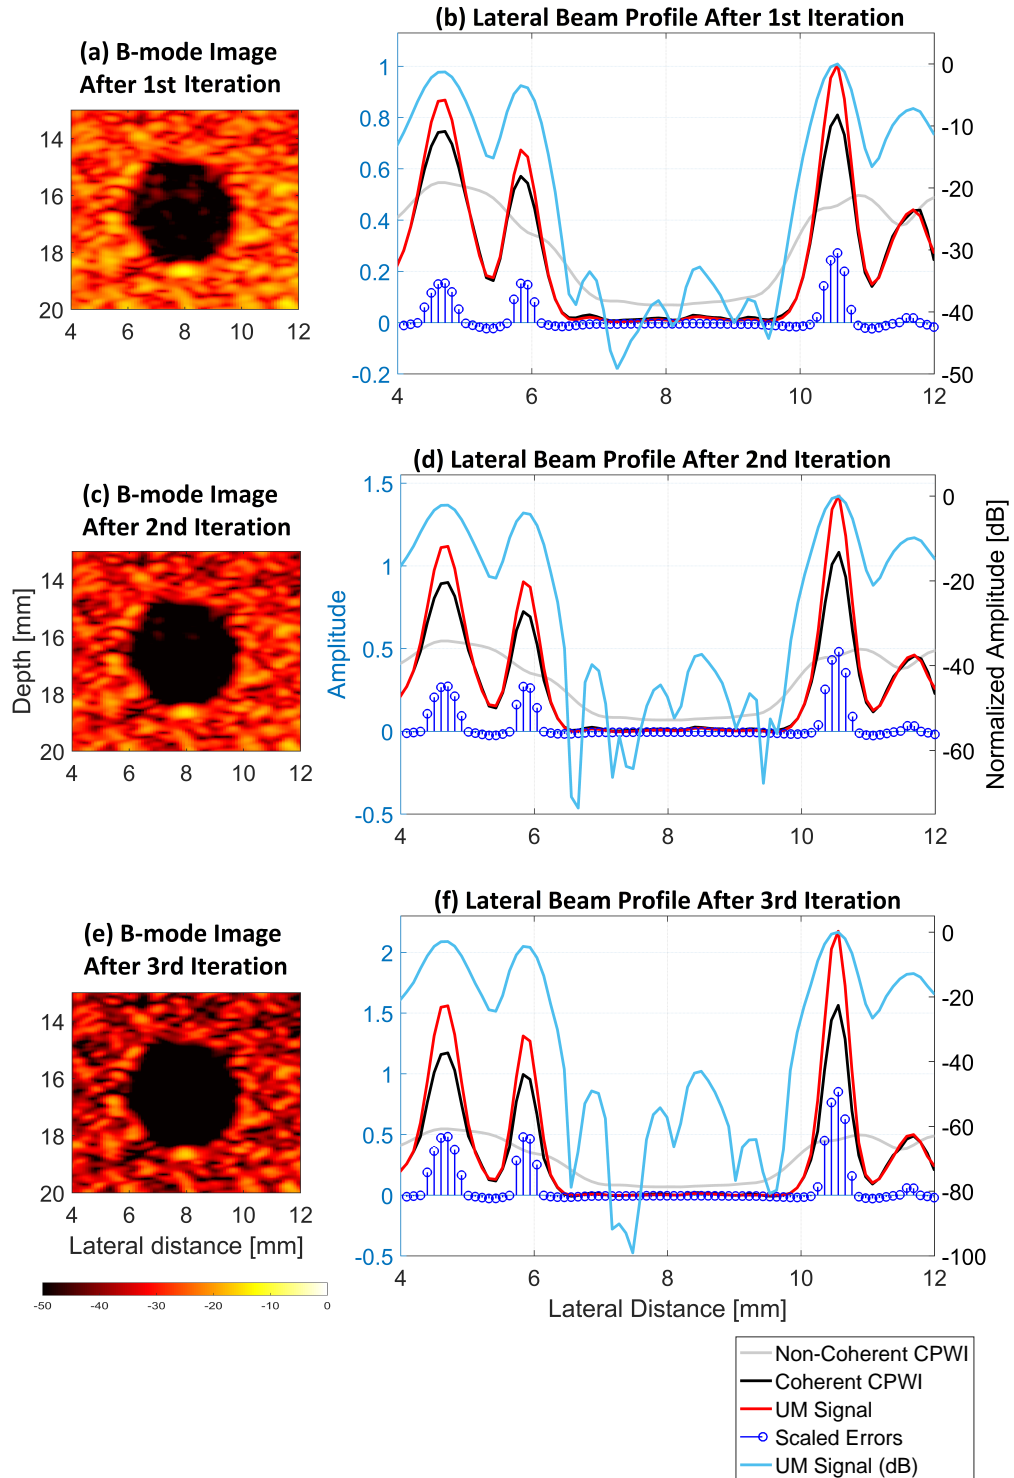 (a) B-mode Image
After 1st Iteration
14
16
18
20
4 6 8 10 12
(b) Lateral Beam Profile After 1st Iteration
1
0.8
0.6
0.4
0.2
0
-0.2
0
-10
-20
-30
-40
-50
4 6 8 10 12
(c) B-mode Image
After 2nd Iteration
Depth [mm]
14
16
18
20
4 6 8 10 12
(d) Lateral Beam Profile After 2nd Iteration
Amplitude
1.5
1
0.5
0
-0.5
0
-20
-40
-60
Normalized Amplitude [dB]
4 6 8 10 12
(e) B-mode Image
After 3rd Iteration
14
16
18
20
4 6 8 10 12
Lateral distance [mm]
-50 -40 -30 -20 -10 0
(f) Lateral Beam Profile After 3rd Iteration
2
1.5
1
0.5
0
-0.5
0
-20
-40
-60
-80
-100
4 6 8 10 12
Lateral Distance [mm]
Non-Coherent CPWI
Coherent CPWI
UM Signal
Scaled Errors
UM Signal (dB)